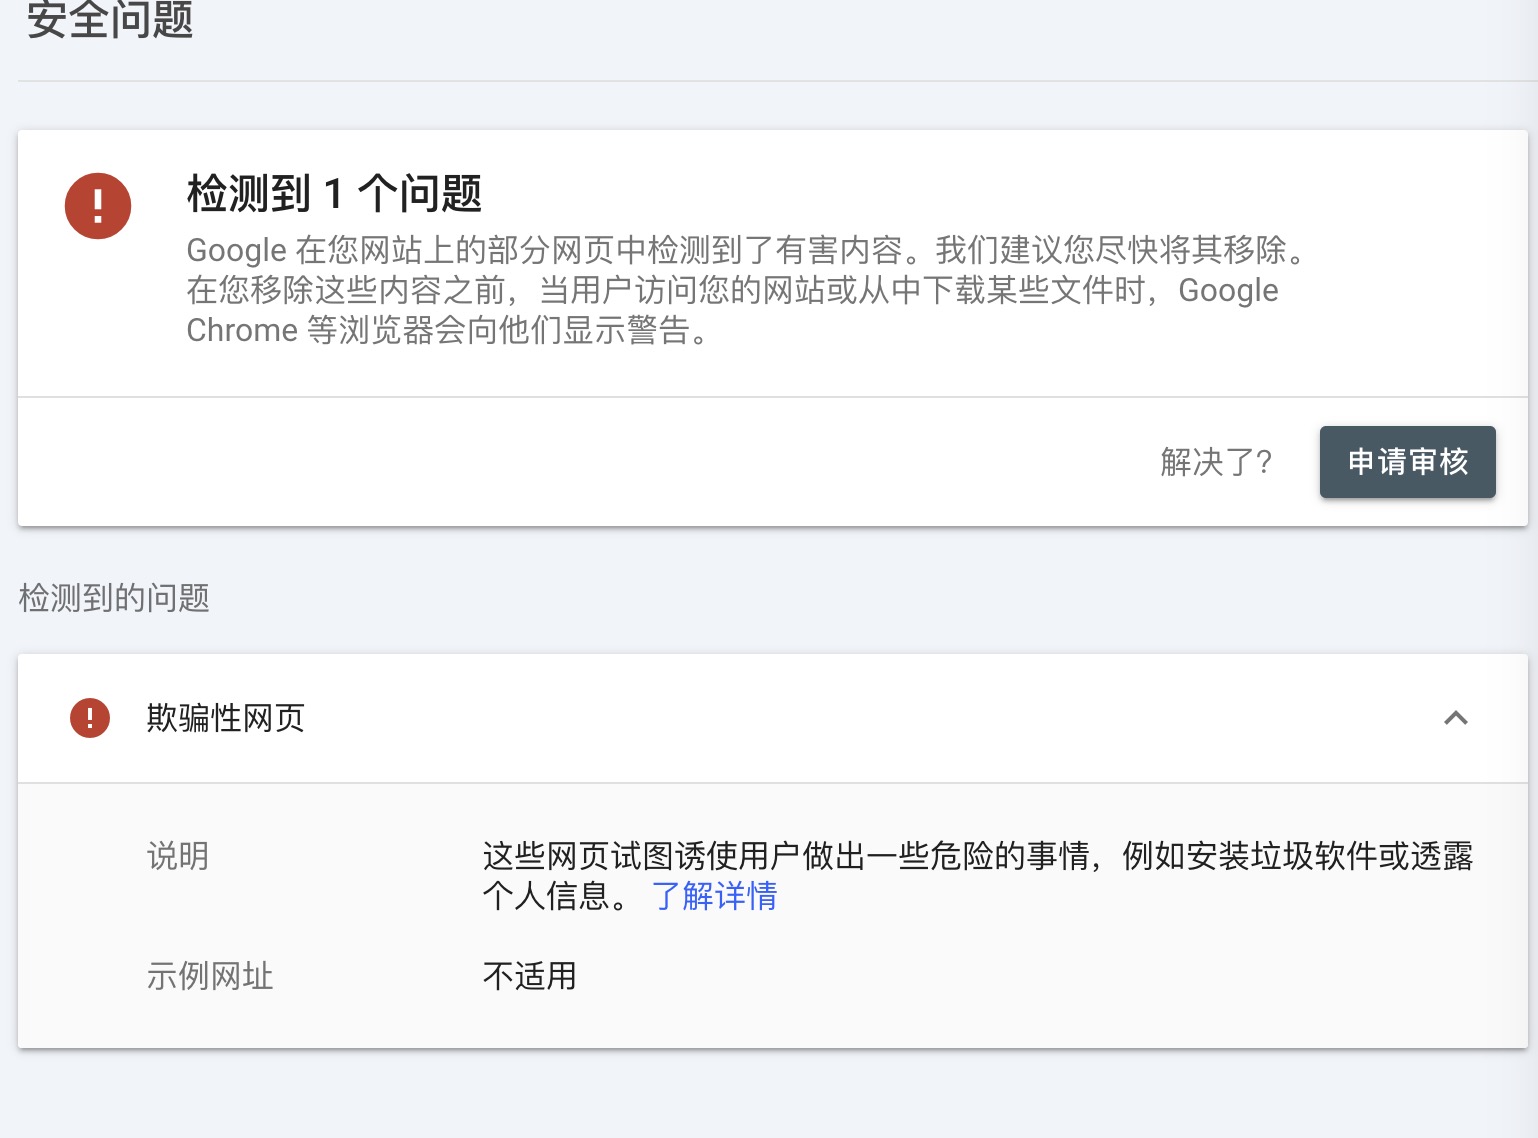 安全问题
检测到 1 个问题
Google 在您网站上的部分网页中检测到了有害内容。我们建议您尽快将其移除。
在您移除这些内容之前，当用户访问您的网站或从中下载某些文件时，Google
Chrome 等浏览器会向他们显示警告。
解决了？ 申请审核
检测到的问题
欺骗性网页
说明 这些网页试图诱使用户做出一些危险的事情，例如安装垃圾软件或透露
个人信息。 了解详情
示例网址 不适用